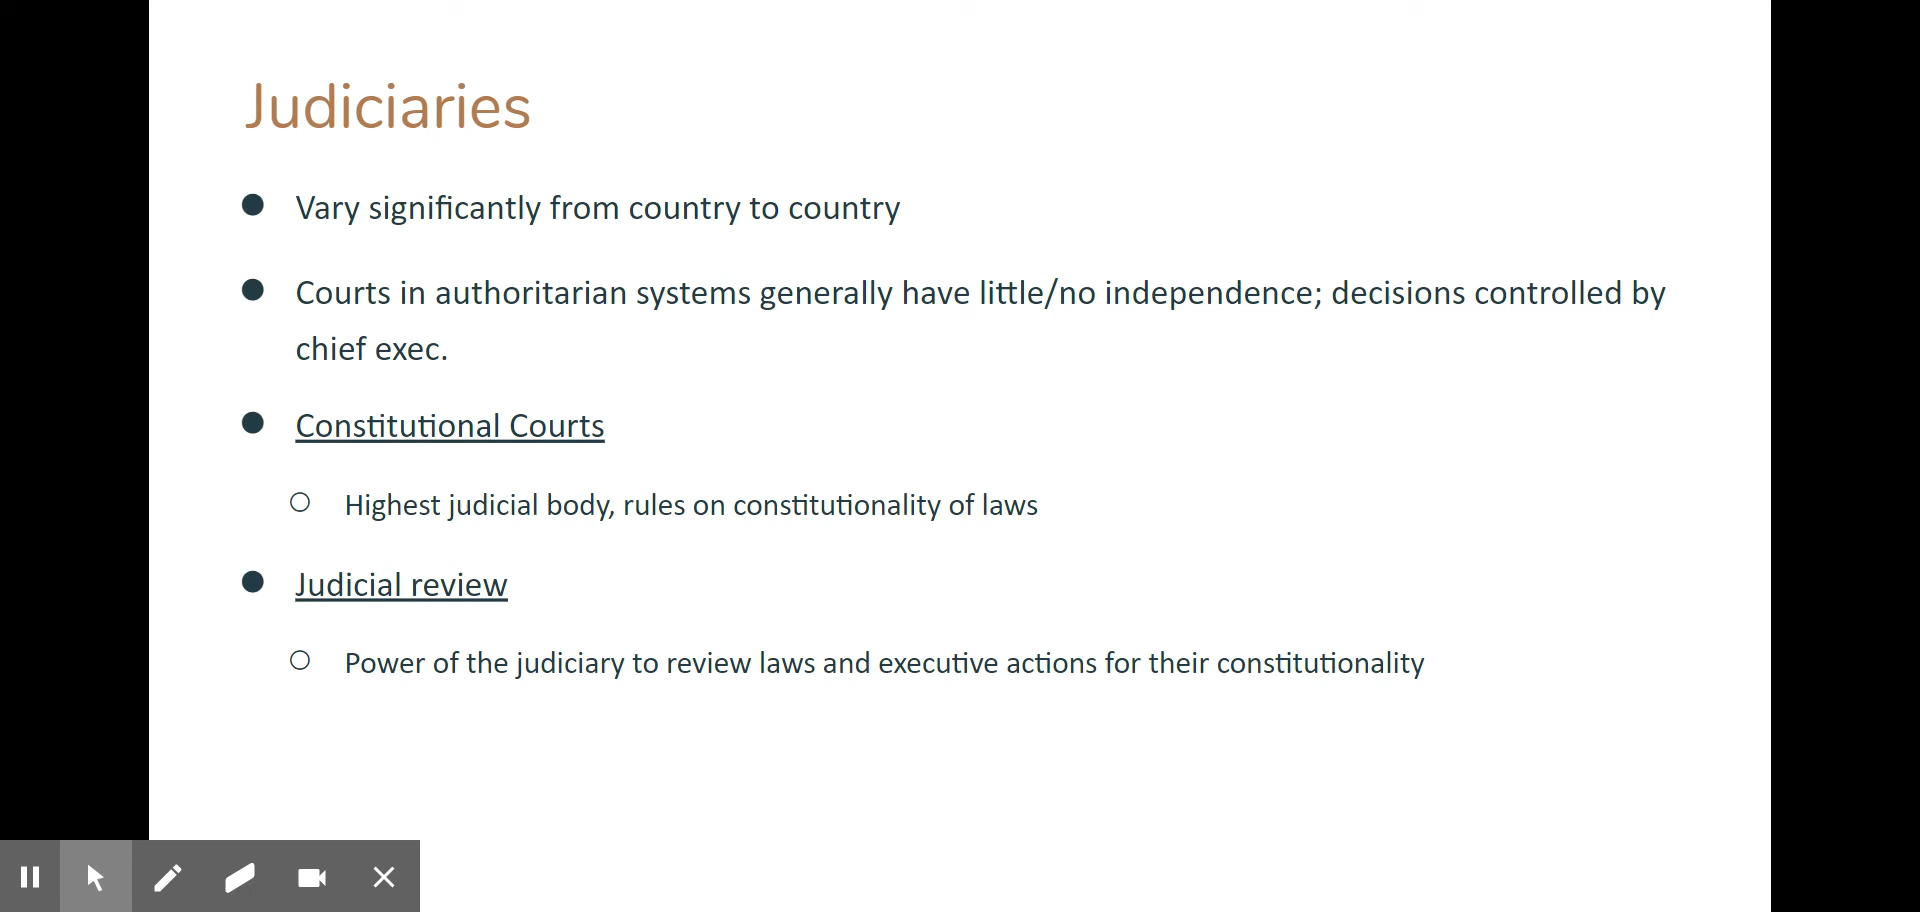 Judiciaries
Vary significantly from country to country
Courts in authoritarian systems generally have little/no independence; decisions controlled by
chief exec.
Constitutional Courts
Highest judicial body, rules on constitutionality of laws
Judicial review
Power of the judiciary to review laws and executive actions for their constitutionality